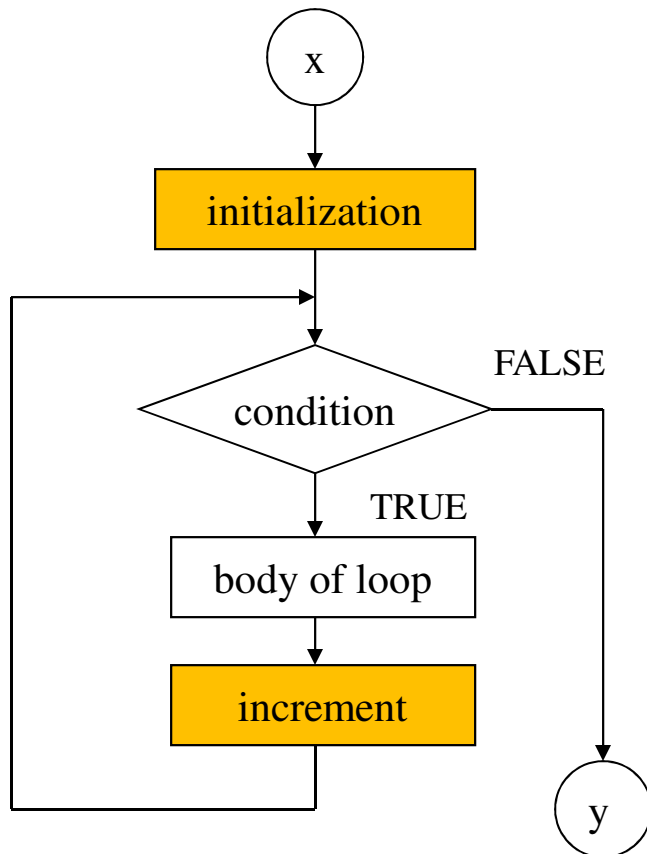 x
initialization
FALSE
condition
TRUE
body of loop
increment
y